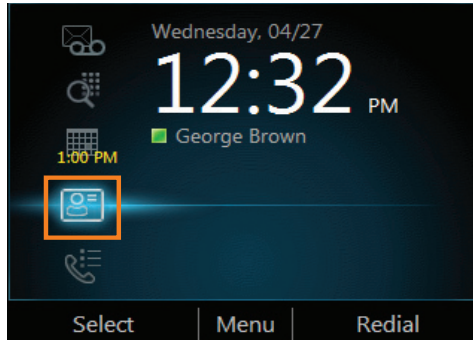 Wednesday, 04/27
12:32 PM
George Brown
1:00 PM
Select Menu Redial